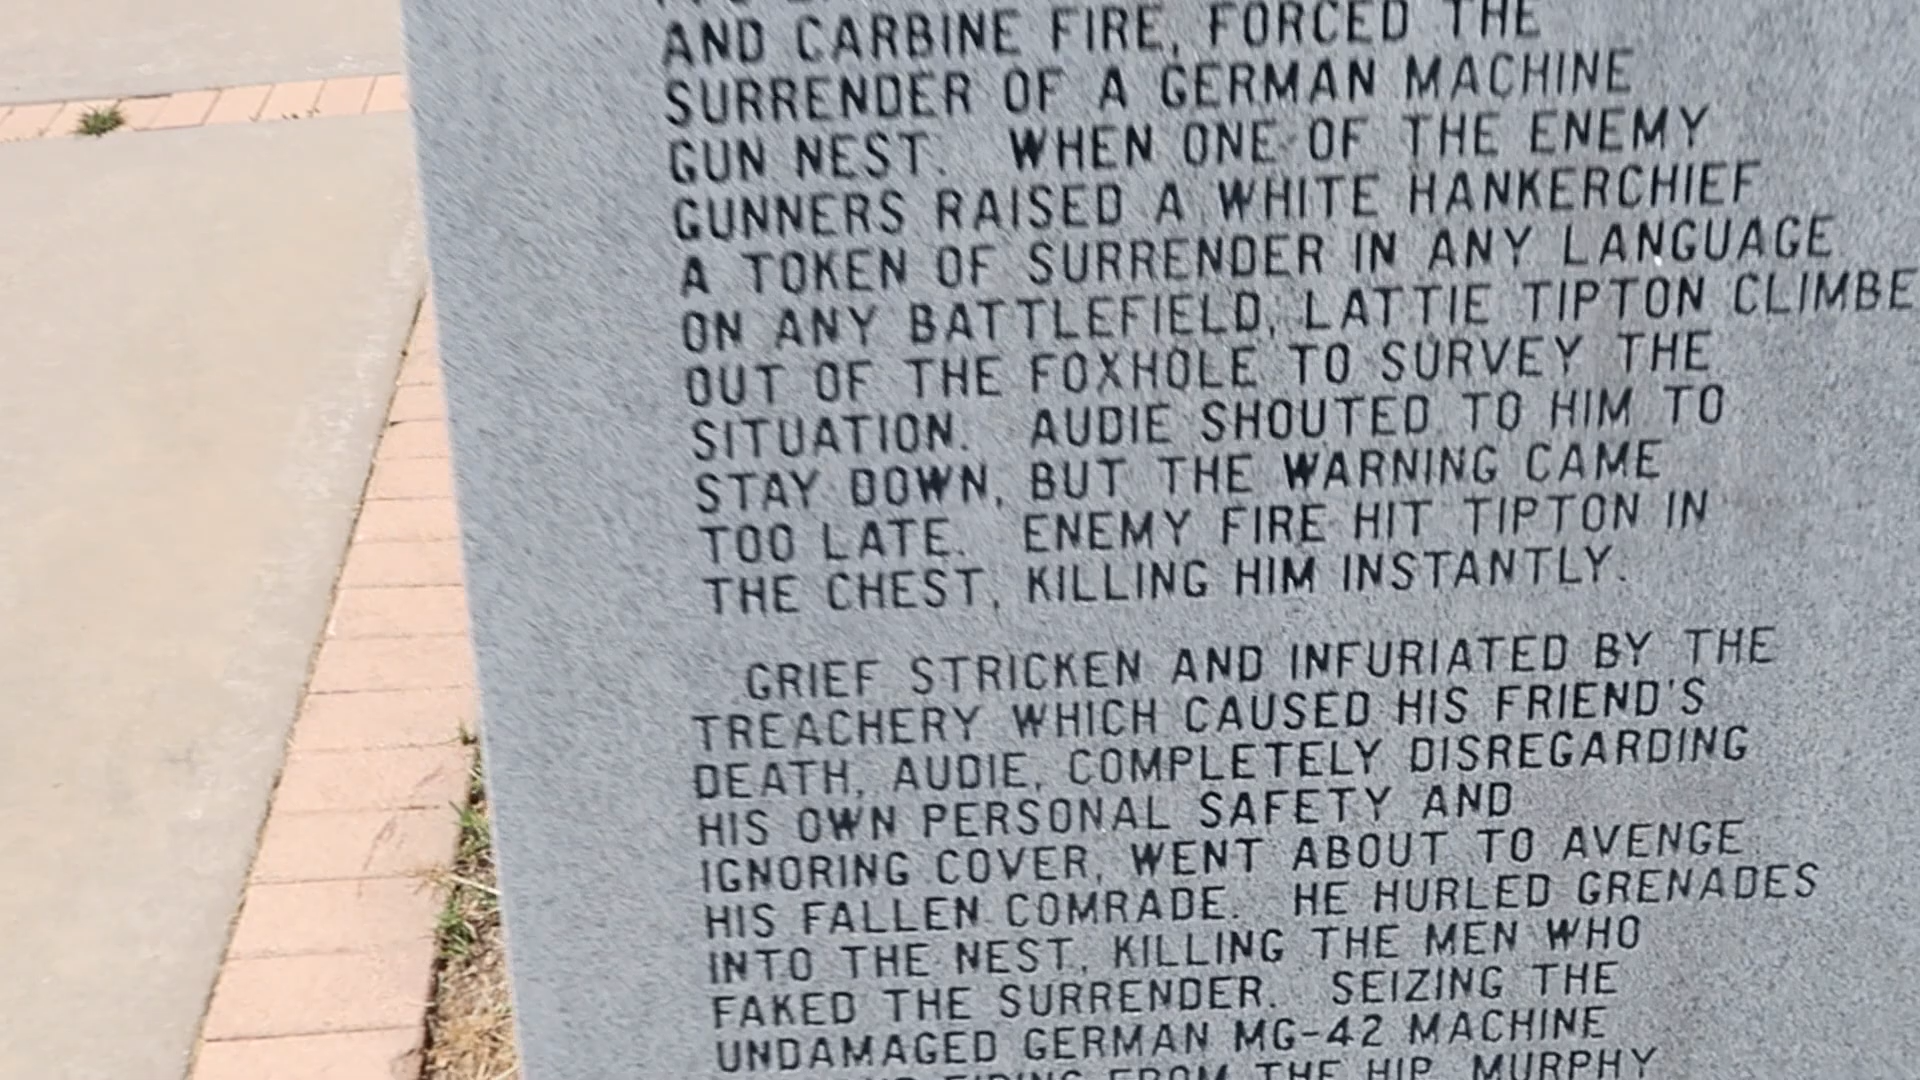 AND CARBINE FIRE, FORCED THE
SURRENDER OF A GERMAN MACHINE
GUN NEST. WHEN ONE OF THE ENEMY
GUNNERS RAISED A WHITE HANKERCHIEF
A TOKEN OF SURRENDER IN ANY LANGUAGE
ON ANY BATTLEFIELD, LATTIE TIPTON CLIMBE
OUT OF THE FOXHOLE TO SURVEY THE
SITUATION. AUDIE SHOUTED TO HIM TO
STAY DOWN, BUT THE WARNING CAME
TOO LATE. ENEMY FIRE HIT TIPTON IN
THE CHEST, KILLING HIM INSTANTLY.
GRIEF STRICKEN AND INFURIATED BY THE
TREACHERY WHICH CAUSED HIS FRIEND'S
DEATH, AUDIE, COMPLETELY DISREGARDING
HIS OWN PERSONAL SAFETY AND
IGNORING COVER, WENT ABOUT TO AVENGE
HIS FALLEN COMRADE. HE HURLED GRENADES
INTO THE NEST, KILLING THE MEN WHO
FAKED THE SURRENDER. SEIZING THE
UNDAMAGED GERMAN MG-42 MACHINE
FIRING FROM THE HIP, MURPHY